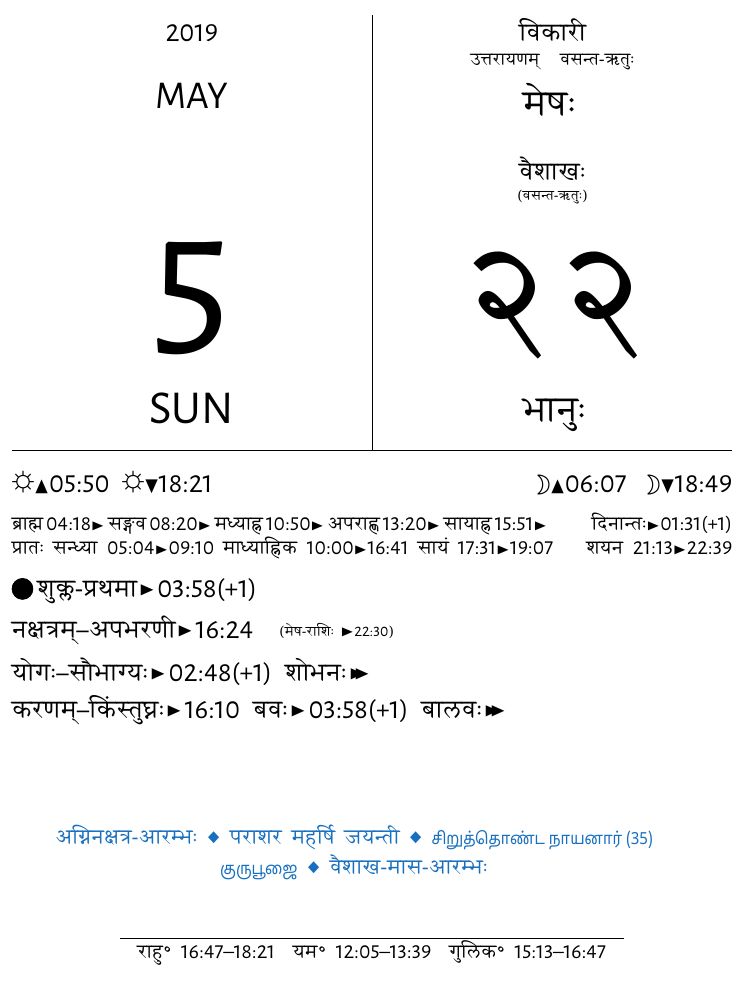 2019
MAY
5
SUN
विकारी
उत्तरायणम् वसन्त-ऋतुः
मेषः
वैशाखः
(वसन्त-ऋतुः)
२२
भानुः
☼▲05:50 ☼▼18:21 ☽▲06:07 ☽▼18:49
ब्राह्म 04:18► सङ्गव 08:20► मध्याह्न 10:50► अपराह्ण 13:20► सायाह्न 15:51► दिनान्तः►01:31(+1)
प्रातः सन्ध्या 05:04►09:10 माध्याह्निक 10:00►16:41 सायं 17:31►19:07 शयन 21:13►22:39
●शुक्ल-प्रथमा►03:58(+1)
नक्षत्रम्–अपभरणी►16:24 (मेष-राशिः ►22:30)
योगः–सौभाग्यः►02:48(+1) शोभनः►►
करणम्–किंस्तुघ्नः►16:10 बवः►03:58(+1) बालवः►►
अग्निनक्षत्र-आरम्भः ◆ पराशर महर्षि जयन्ती ◆ சிறுத்தொண்ட நாயனார் (35)
குருபூஜை ◆ वैशाख-मास-आरम्भः
राहु° 16:47–18:21 यम° 12:05–13:39 गुलिक° 15:13–16:47